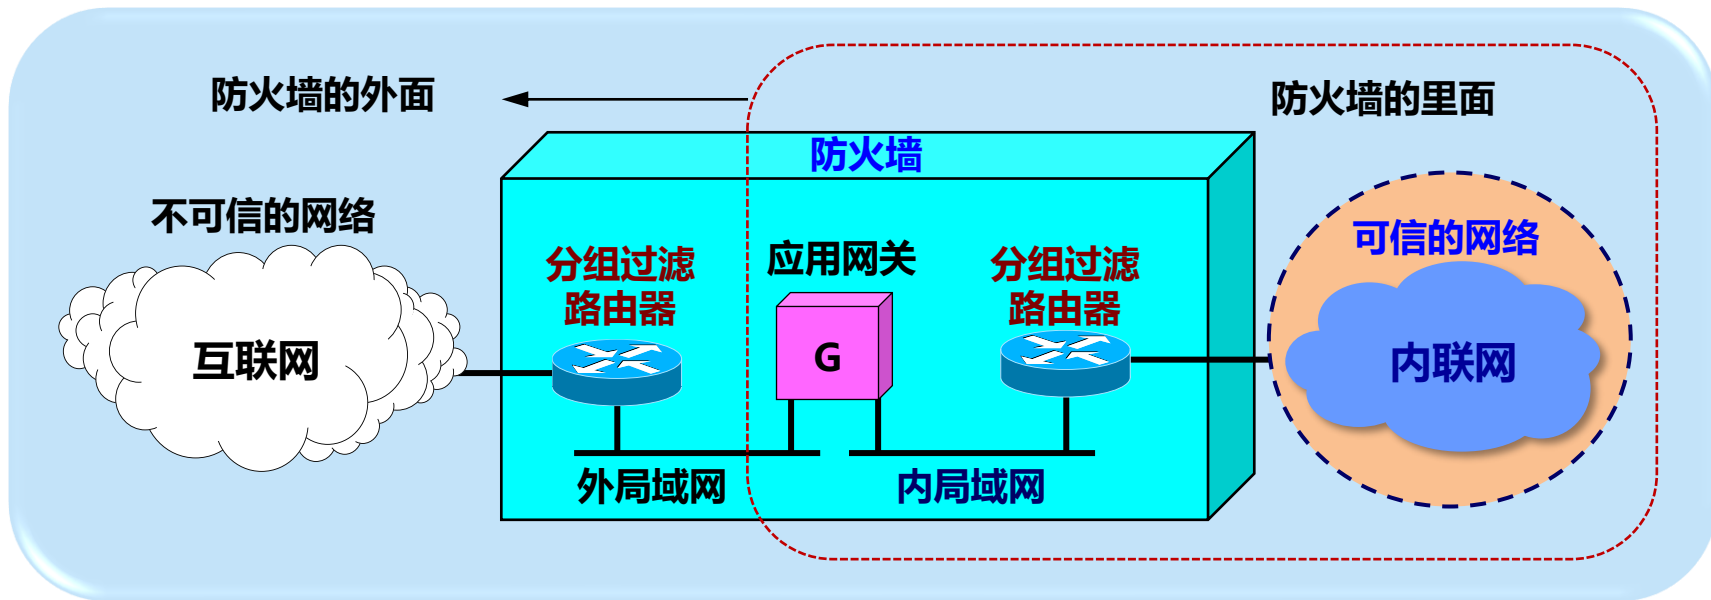 防火墙的外面
防火墙的里面
防火墙
不可信的网络
可信的网络
分组过滤
路由器
应用网关
分组过滤
路由器
互联网
G
内联网
外局域网
内局域网